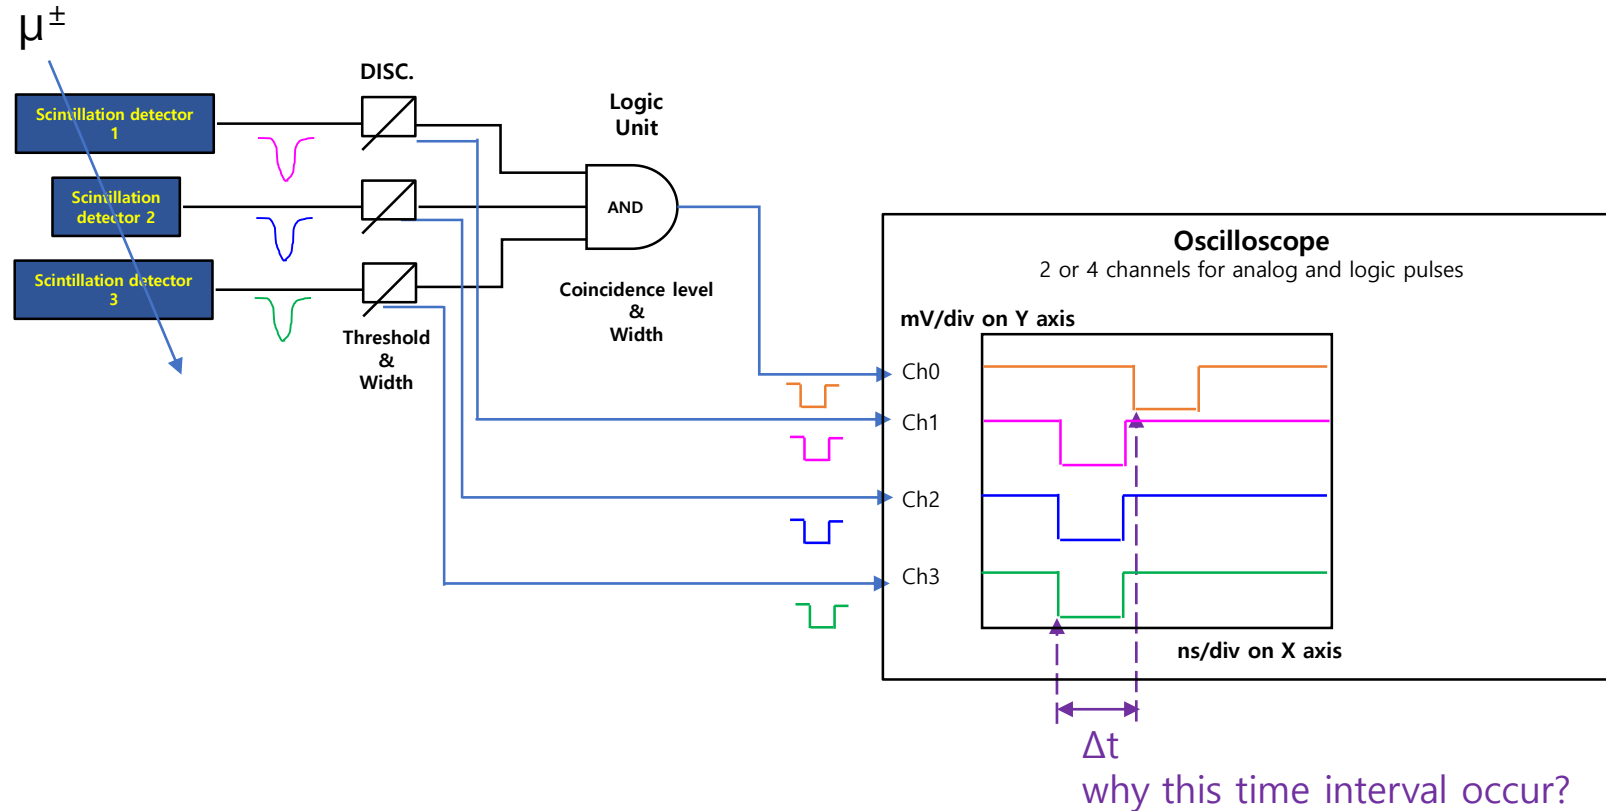 μ±
Scintillation detector
1
Scintillation
detector 2
Scintillation detector
3
DISC.
Threshold
&
Width
Logic
Unit
AND
Coincidence level
&
Width
Oscilloscope
2 or 4 channels for analog and logic pulses
mV/div on Y axis
Ch0
Ch1
Ch2
Ch3
ns/div on X axis
Δt
why this time interval occur?